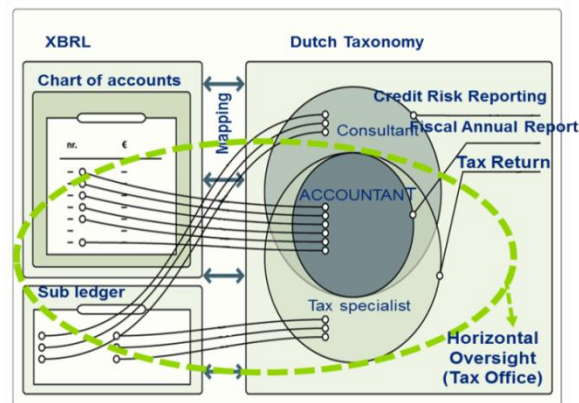 XBRL
Dutch Taxonomy
Chart of accounts
nr. €
Mapping
Credit Risk Reporting
Consultant
Fiscal Annual Report
Tax Return
ACCOUNTANT
Sub ledger
Tax specialist
Horizontal
Oversight
(Tax Office)